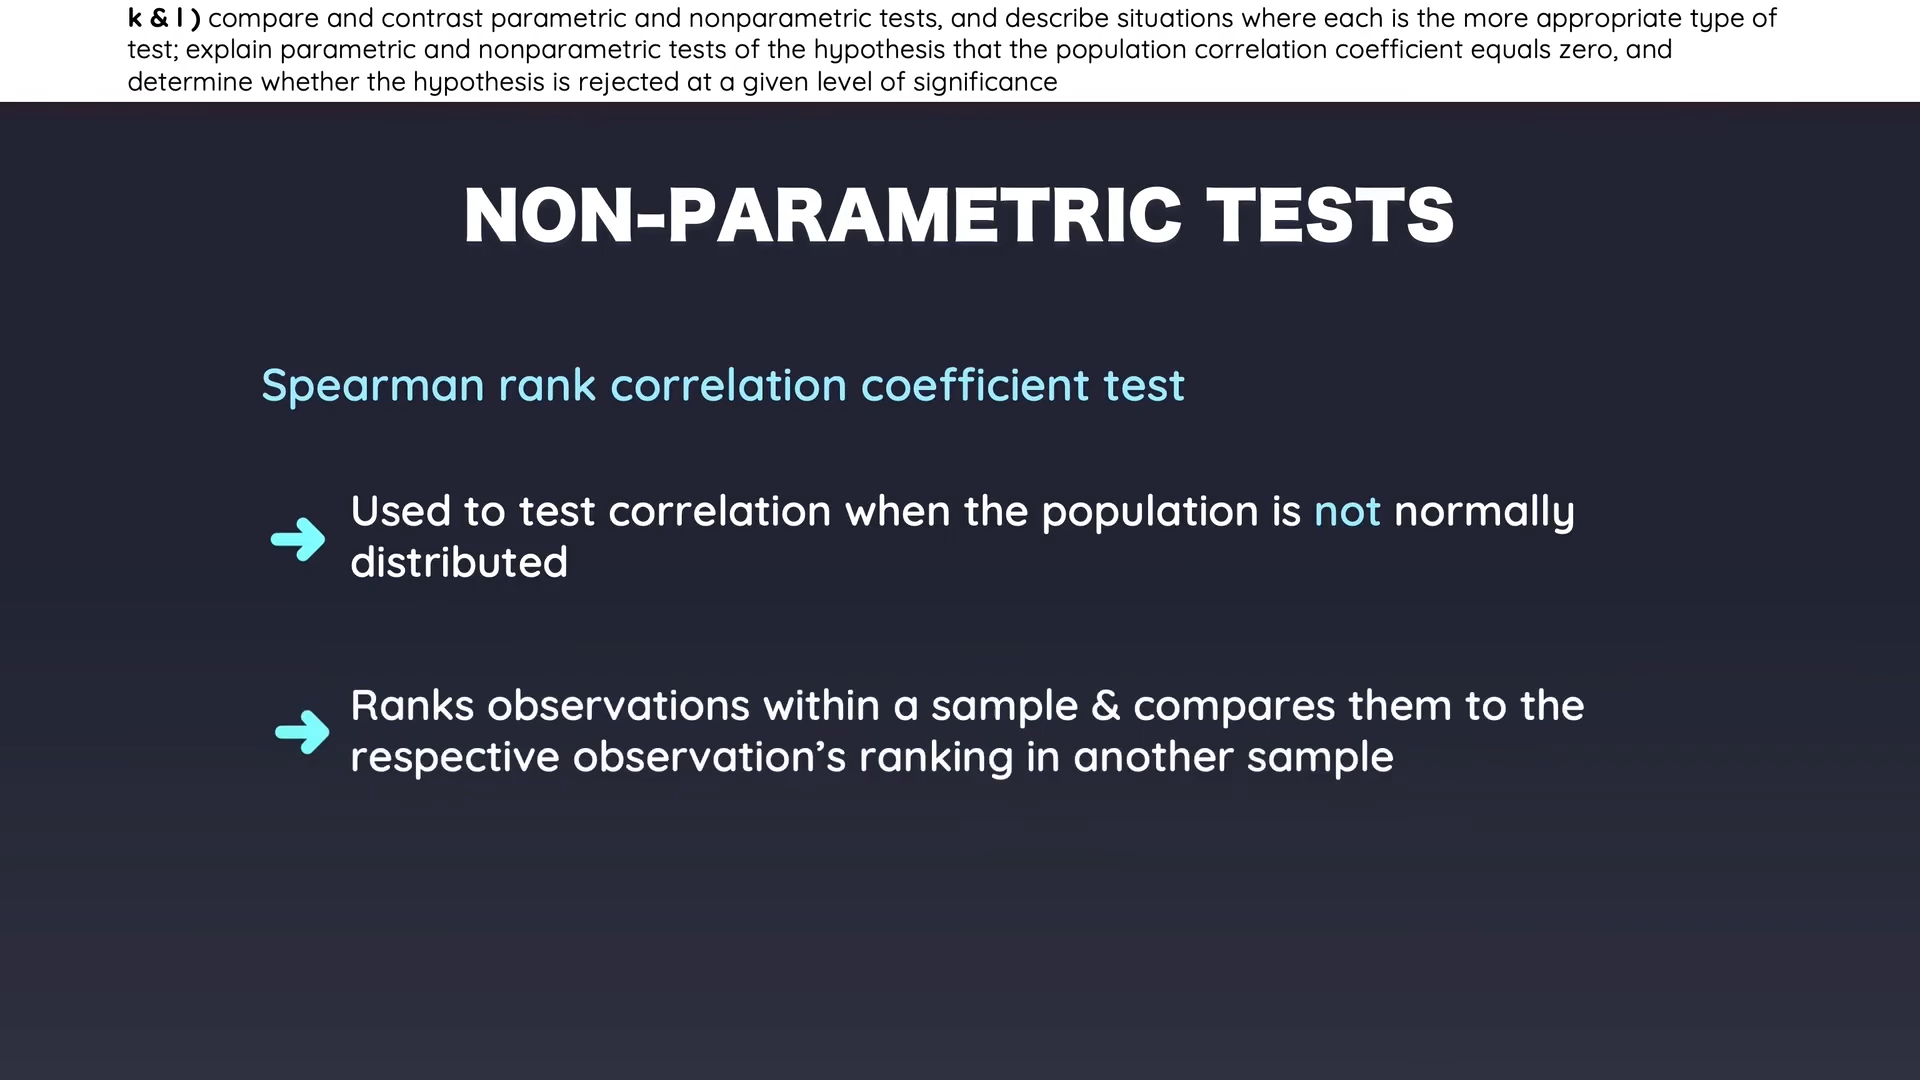 k & l ) compare and contrast parametric and nonparametric tests, and describe situations where each is the more appropriate type of
test; explain parametric and nonparametric tests of the hypothesis that the population correlation coefficient equals zero, and
determine whether the hypothesis is rejected at a given level of significance
NON-PARAMETRIC TESTS
Spearman rank correlation coefficient test
Used to test correlation when the population is not normally
distributed
Ranks observations within a sample & compares them to the
respective observation’s ranking in another sample